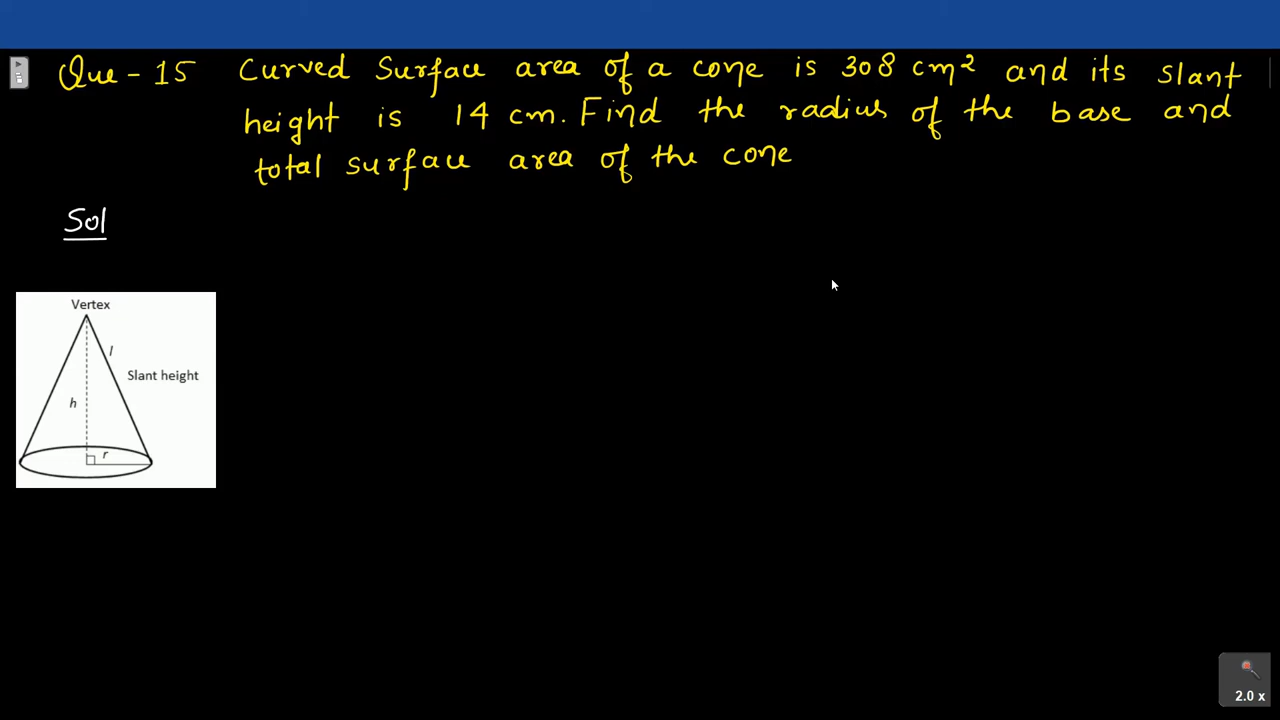 Que - 15 Curved Surface area of a cone is 308 cm² and its slant
height is 14 cm. Find the radius of the base and
total surface area of the cone
Sol
Vertex
l
Slant height
h
r
2.0 x